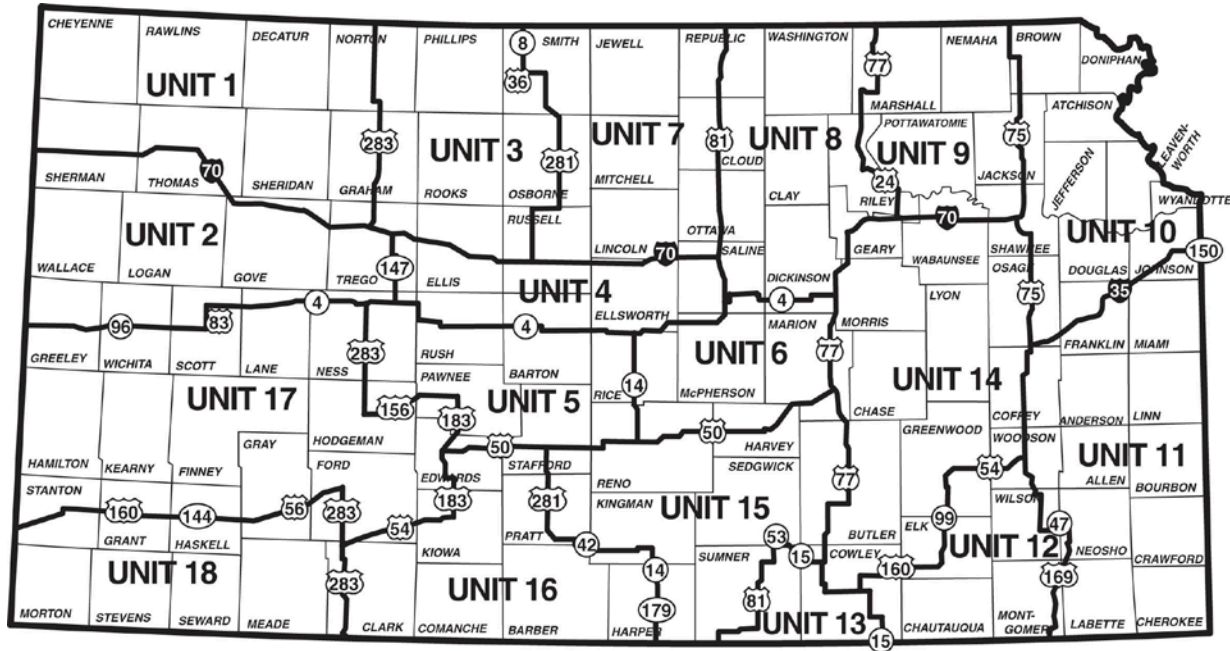 CHEYENNE
RAWLINS
DECATUR
NORTON
PHILLIPS
8
SMITH
JEWELL
REPUBLIC
WASHINGTON
NEMAHA
BROWN
DONIPHAN
UNIT 1
36
77
MARSHALL
ATCHISON
283
UNIT 3
281
UNIT 7
81
CLOUD
UNIT 8
POTTAWATOMIE
UNIT 9
75
LEAVEN-
WORTH
SHERMAN
THOMAS
70
SHERIDAN
GRAHAM
ROOKS
OSBORNE
MITCHELL
CLAY
24
RILEY
JACKSON
JEFFERSON
WYANDOTTE
RUSSELL
UNIT 2
LINCOLN
70
OTTAWA
SALINE
GEARY
70
SHAWNEE
UNIT 10
150
WALLACE
LOGAN
GOVE
TREGO
147
ELLIS
UNIT 4
DICKINSON
WABAUNSEE
OSAGE
DOUGLAS
JOHNSON
4
ELLSWORTH
4
LYON
75
35
96
83
4
MARION
MORRIS
GREELEY
WICHITA
SCOTT
LANE
NESS
283
RUSH
BARTON
UNIT 6
77
FRANKLIN
MIAMI
UNIT 17
156
PAWNEE
183
UNIT 5
RICE
14
McPHERSON
UNIT 14
CHASE
50
50
HARVEY
COFFEY
ANDERSON
LINN
HAMILTON
KEARNY
FINNEY
GRAY
HODGEMAN
FORD
EDWARDS
STAFFORD
RENO
SEDGWICK
77
GREENWOOD
WOODSON
54
UNIT 11
STANTON
160
144
56
283
54
183
281
KINGMAN
UNIT 15
WILSON
ALLEN
BOURBON
GRANT
HASKELL
KIOWA
PRATT
42
SUMNER
53
15
BUTLER
COWLEY
ELK
99
UNIT 12
47
NEOSHO
CRAWFORD
UNIT 18
283
UNIT 16
14
81
160
169
MORTON
STEVENS
SEWARD
MEADE
CLARK
COMANCHE
BARBER
179
HARPER
UNIT 13
15
CHAUTAUQUA
MONT-
GOMER
LABETTE
CHEROKEE